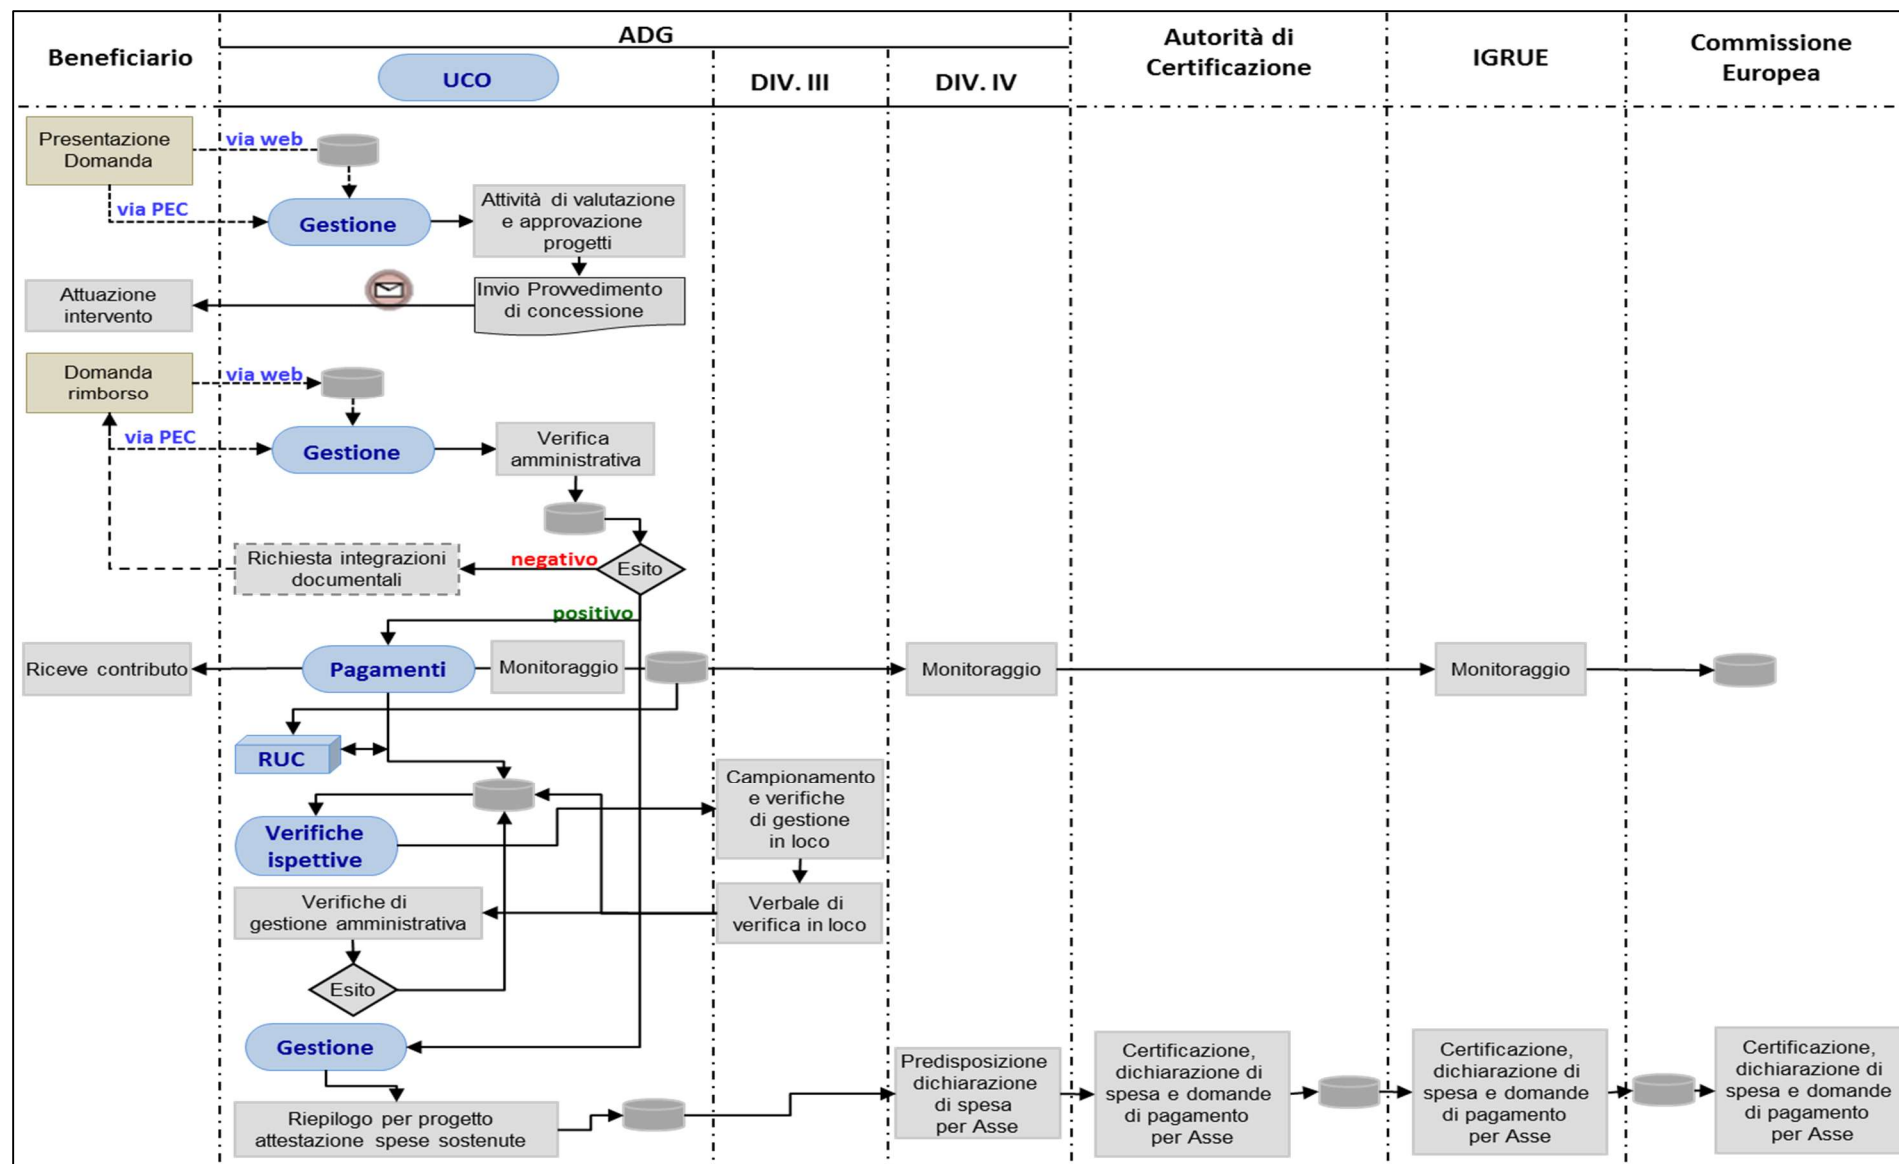 Beneficiario
ADG
UCO
DIV. III
DIV. IV
Autorità di
Certificazione
IGRUE
Commissione
Europea
Presentazione
Domanda
via web
via PEC
Gestione
Attività di valutazione
e approvazione
progetti
Attuazione
intervento
Invio Provvedimento
di concessione
Domanda
rimborso
via web
via PEC
Gestione
Verifica
amministrativa
Richiesta integrazioni
documentali
negativo
Esito
positivo
Riceve contributo
Pagamenti
Monitoraggio
Monitoraggio
Monitoraggio
RUC
Campionamento
e verifiche
di gestione
in loco
Verifiche
ispettive
Verifiche di
gestione amministrativa
Verbale di
verifica in loco
Esito
Gestione
Riepilogo per progetto
attestazione spese sostenute
Predisposizione
dichiarazione
di spesa
per Asse
Certificazione,
dichiarazione di
spesa e domande
di pagamento
per Asse
Certificazione,
dichiarazione di
spesa e domande
di pagamento
per Asse
Certificazione,
dichiarazione di
spesa e domande
di pagamento
per Asse